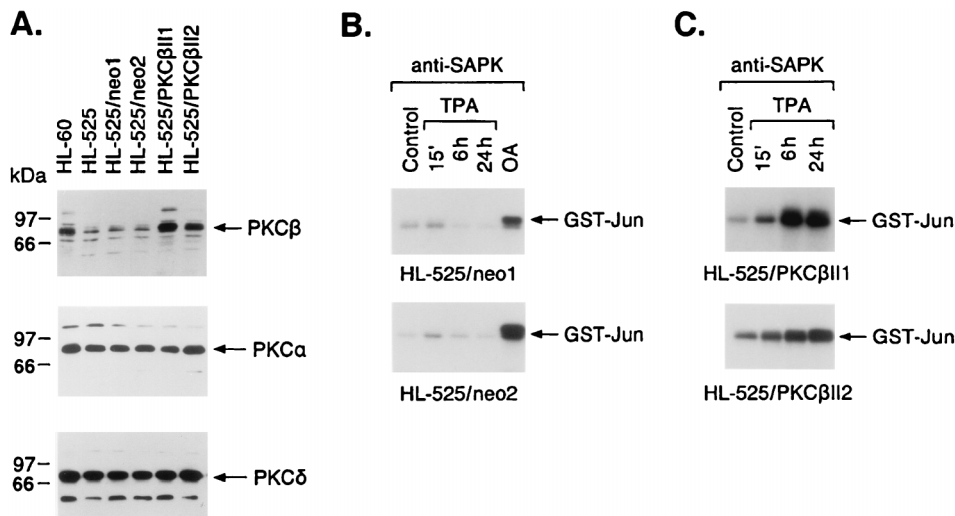 A.
HL-60
HL-525
HL-525/neo1
HL-525/neo2
HL-525/PKCβII1
HL-525/PKCβII2
kDa
97
66
PKCβ
97
66
PKCα
97
66
PKCδ
B.
anti-SAPK
TPA
Control
15'
6h
24h
OA
GST-Jun
HL-525/neo1
GST-Jun
HL-525/neo2
C.
anti-SAPK
TPA
Control
15'
6h
24h
GST-Jun
HL-525/PKCβII1
GST-Jun
HL-525/PKCβII2